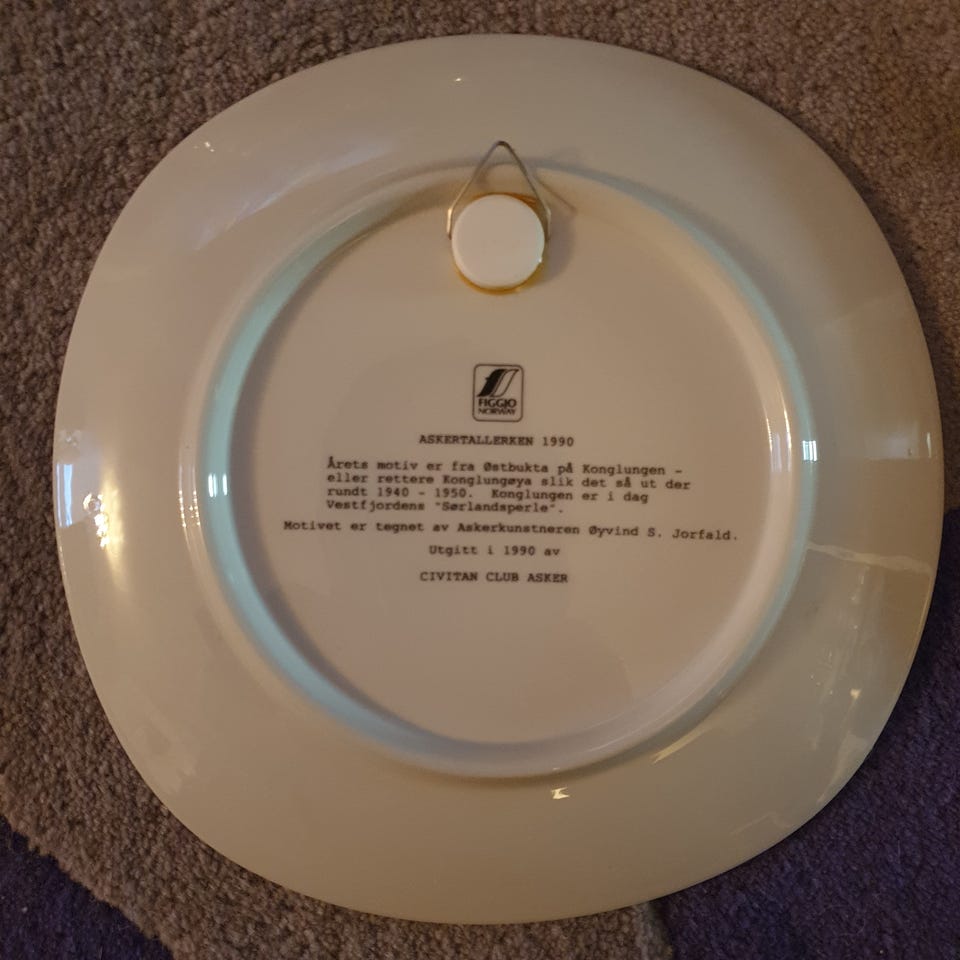 FIGGJO
NORWAY
ASKERTALLERKEN 1990
Årets motiv er fra Østbukta på Konglungen -
eller rettere Konglungøya slik det så ut der
rundt 1940 - 1950. Konglungen er i dag
Vestfjordens "Sørlandsperle".
Motivet er tegnet av Askerkunstneren Øyvind S. Jorfald.
Utgitt i 1990 av
CIVITAN CLUB ASKER